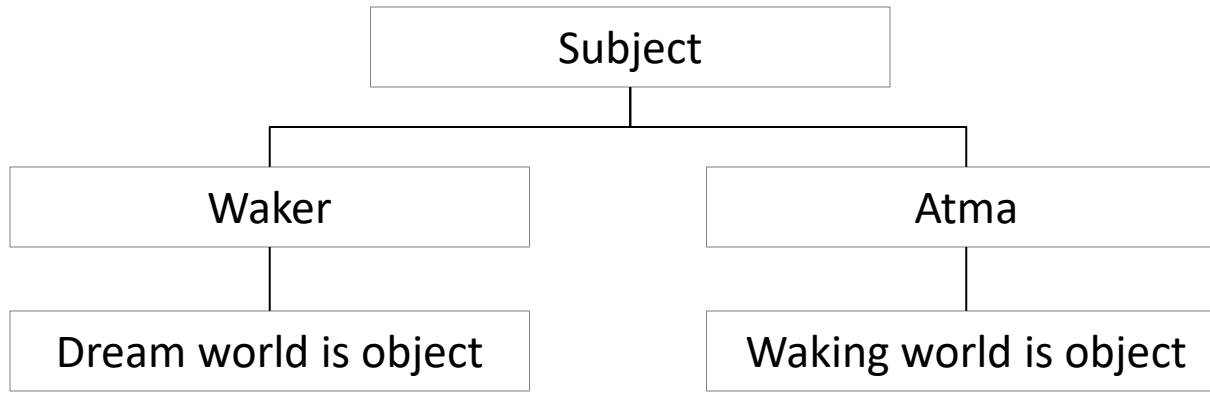 Subject
Waker
Atma
Dream world is object
Waking world is object